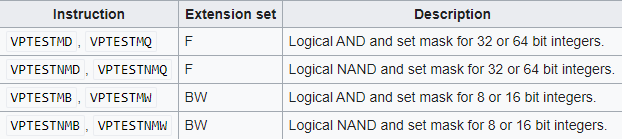 Instruction Extension set Description
VPTESTMD, VPTESTMQ F Logical AND and set mask for 32 or 64 bit integers.
VPTESTNMD, VPTESTNMQ F Logical NAND and set mask for 32 or 64 bit integers.
VPTESTMB, VPTESTMW BW Logical AND and set mask for 8 or 16 bit integers.
VPTESTNMB, VPTESTNMW BW Logical NAND and set mask for 8 or 16 bit integers.